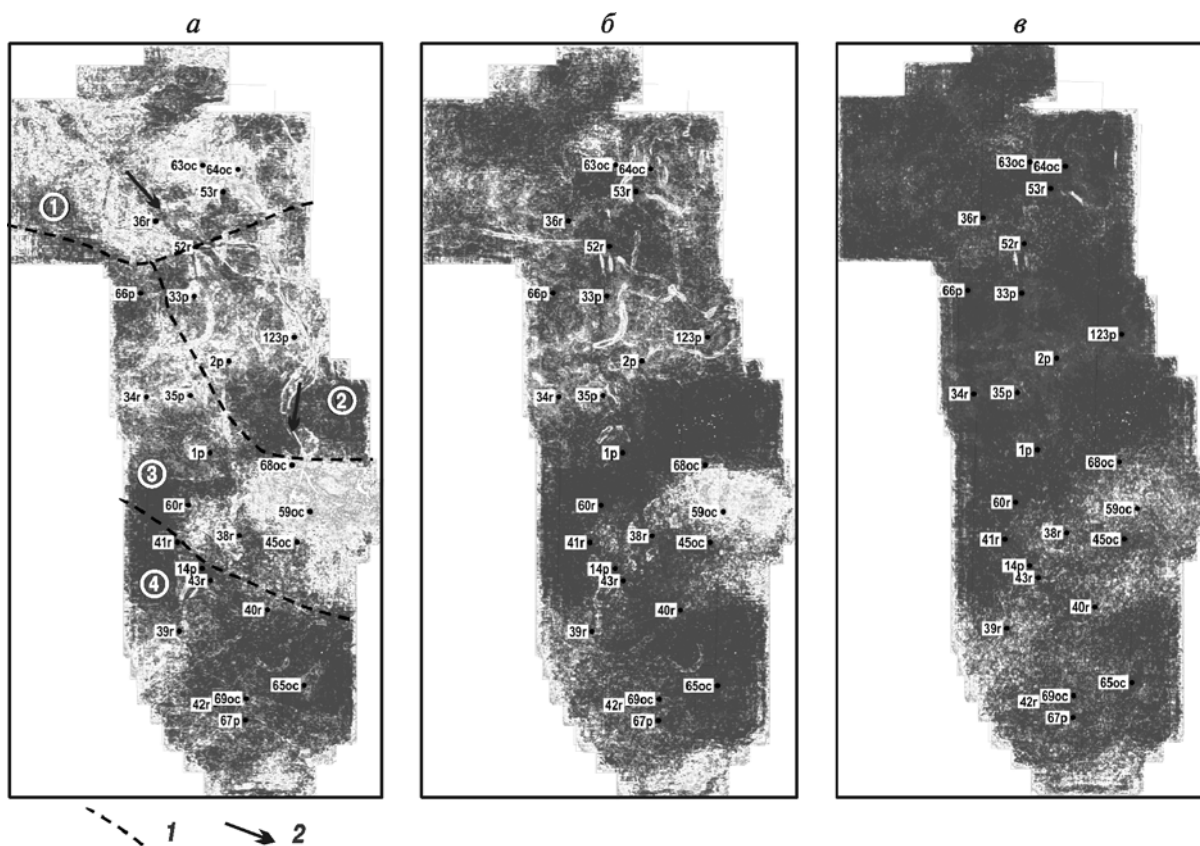 а б в
63ос 64ос
53г
① 36г
52г
66р 33р
123р
2р
34г 35р ②
1р
③ 68ос
60г 59ос
41г 38г 45ос
14р
④ 43г
40г
39г
65ос
69ос
42г
67р
63ос 64ос
53г
36г
52г
66р 33р
123р
2р
34г 35р
1р
68ос
60г 59ос
41г 38г 45ос
14р
43г
40г
39г
65ос
69ос
42г
67р
63ос 64ос
53г
36г
52г
66р 33р
123р
2р
34г 35р
1р
68ос
60г 59ос
41г 38г 45ос
14р
43г
40г
39г
65ос
69ос
42г
67р
1 2